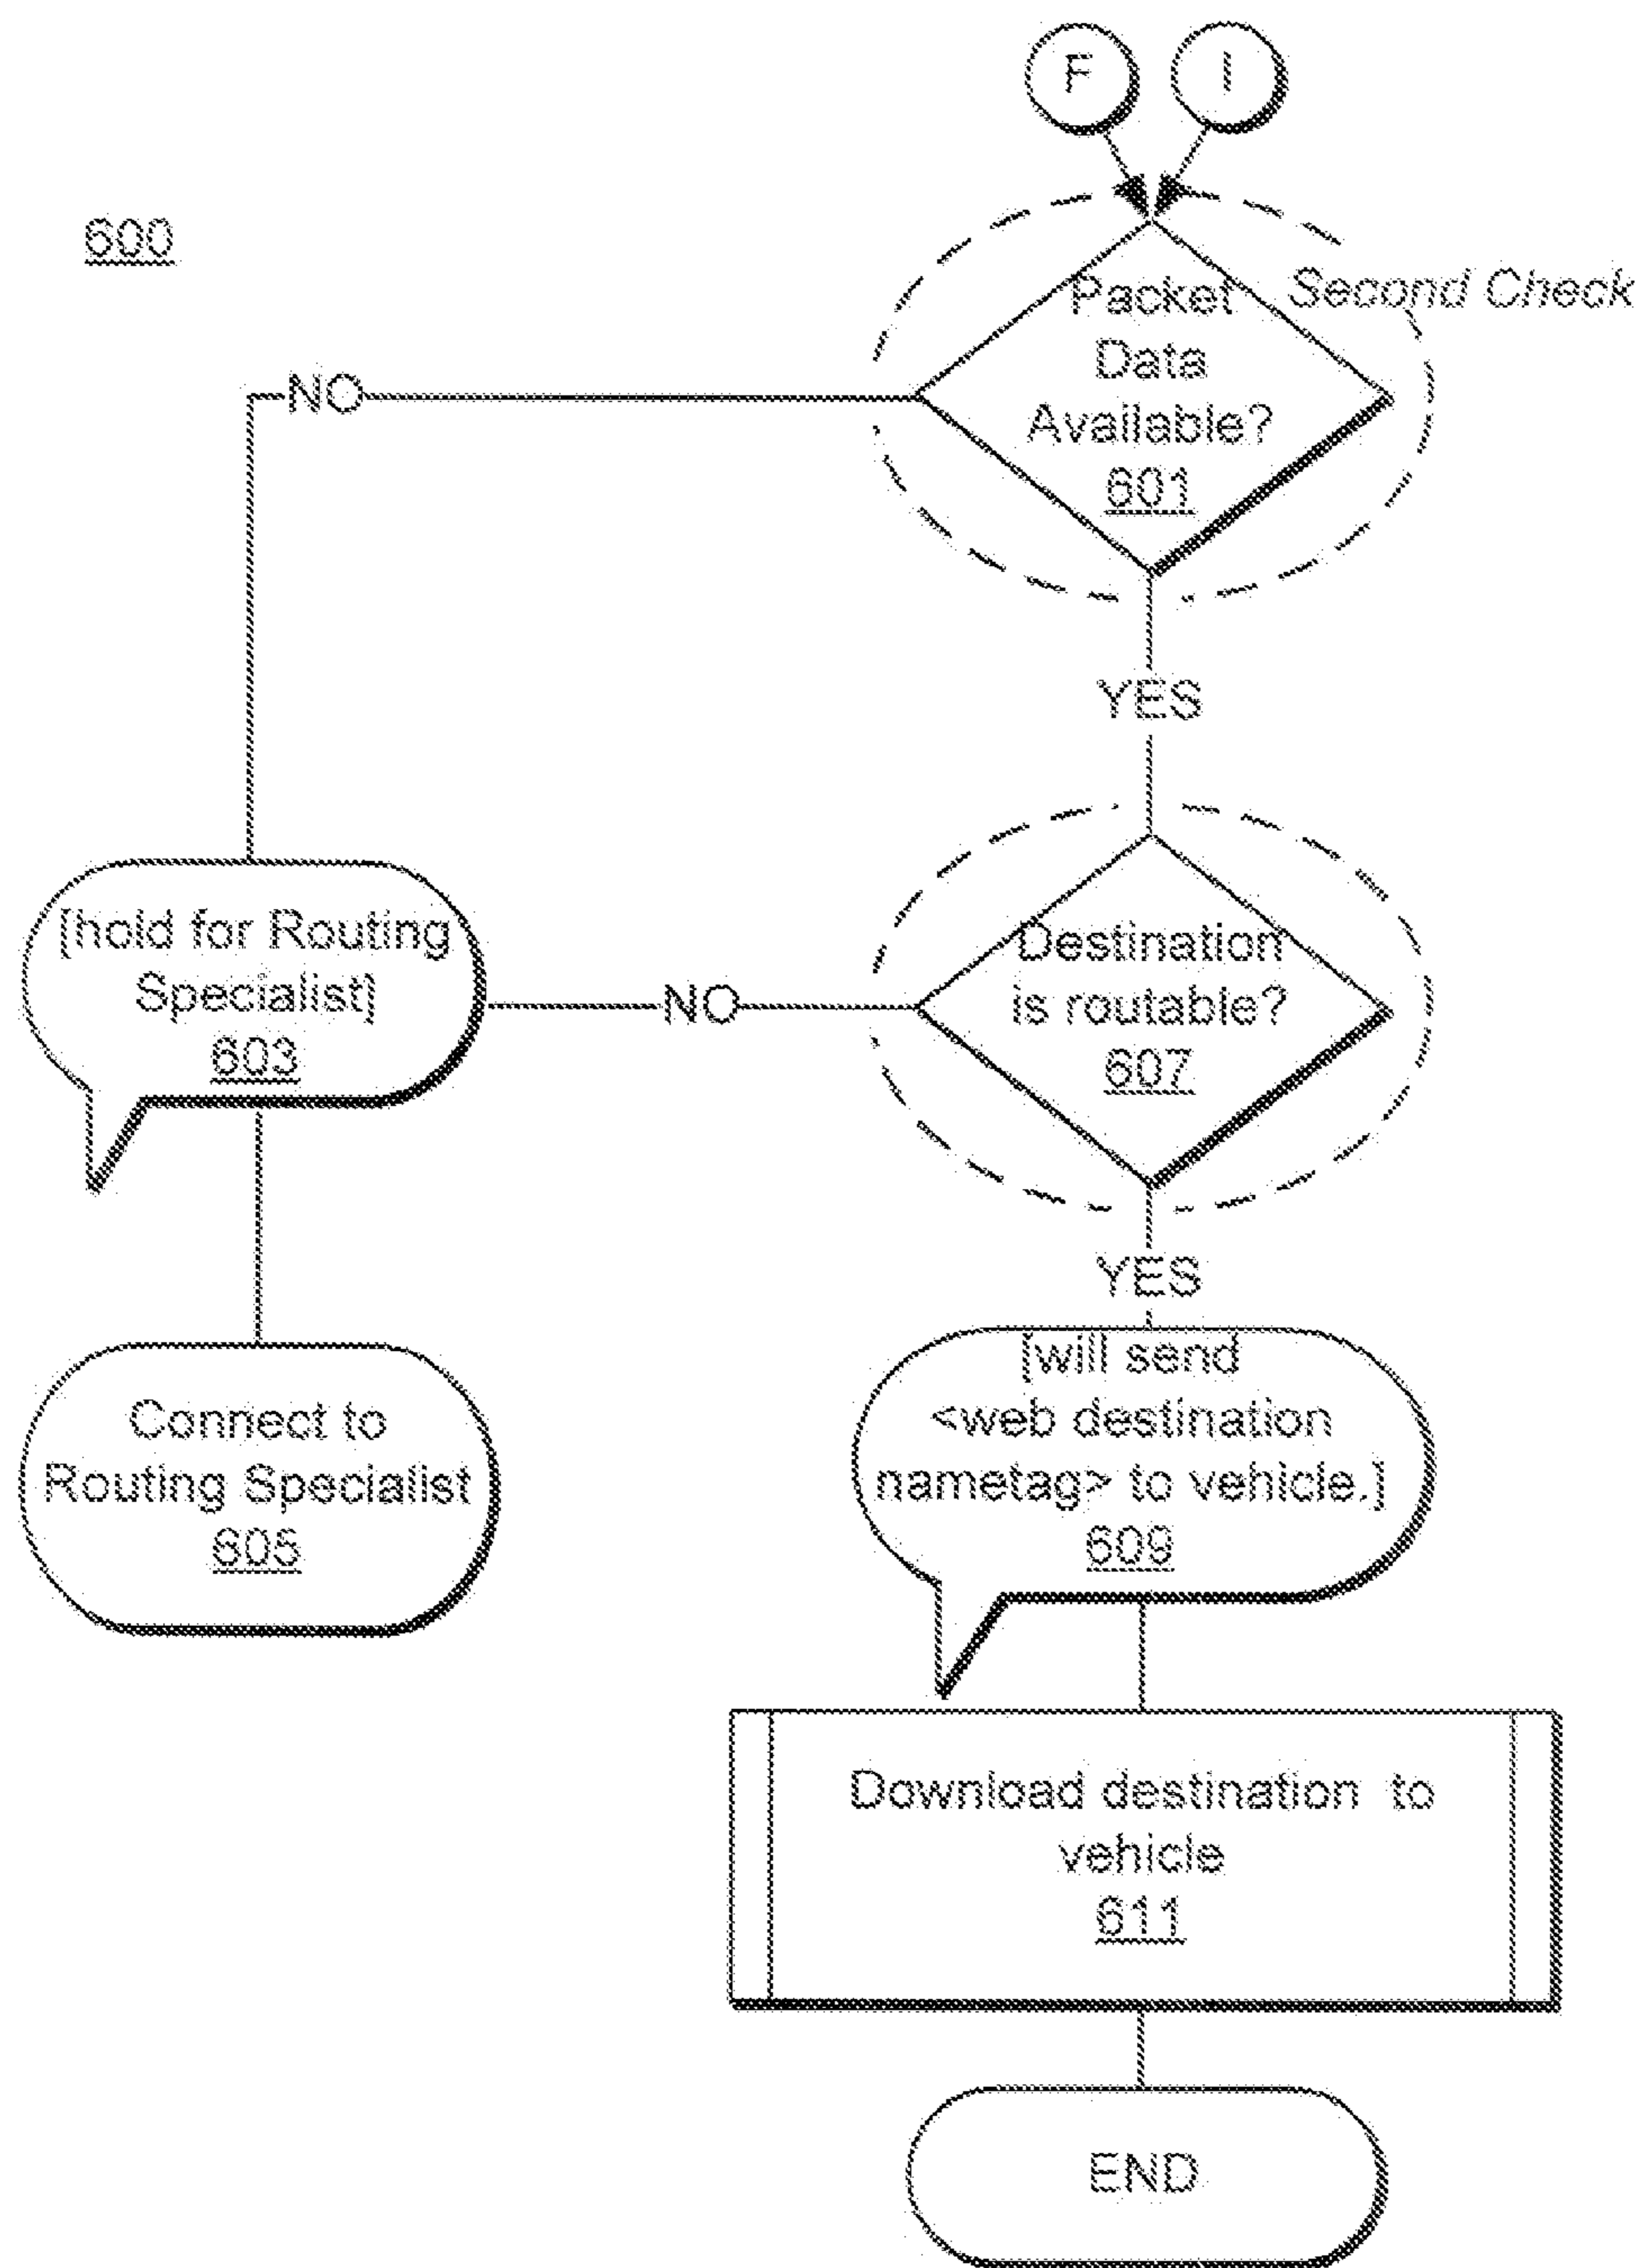 F I
600
Second Check
Packet
Data
Available?
601
NO
YES
[hold for Routing
Specialist]
603
NO
Destination
is routable?
607
YES
Connect to
Routing Specialist
605
[will send
<web destination
nametag> to vehicle.]
609
Download destination to
vehicle
611
END